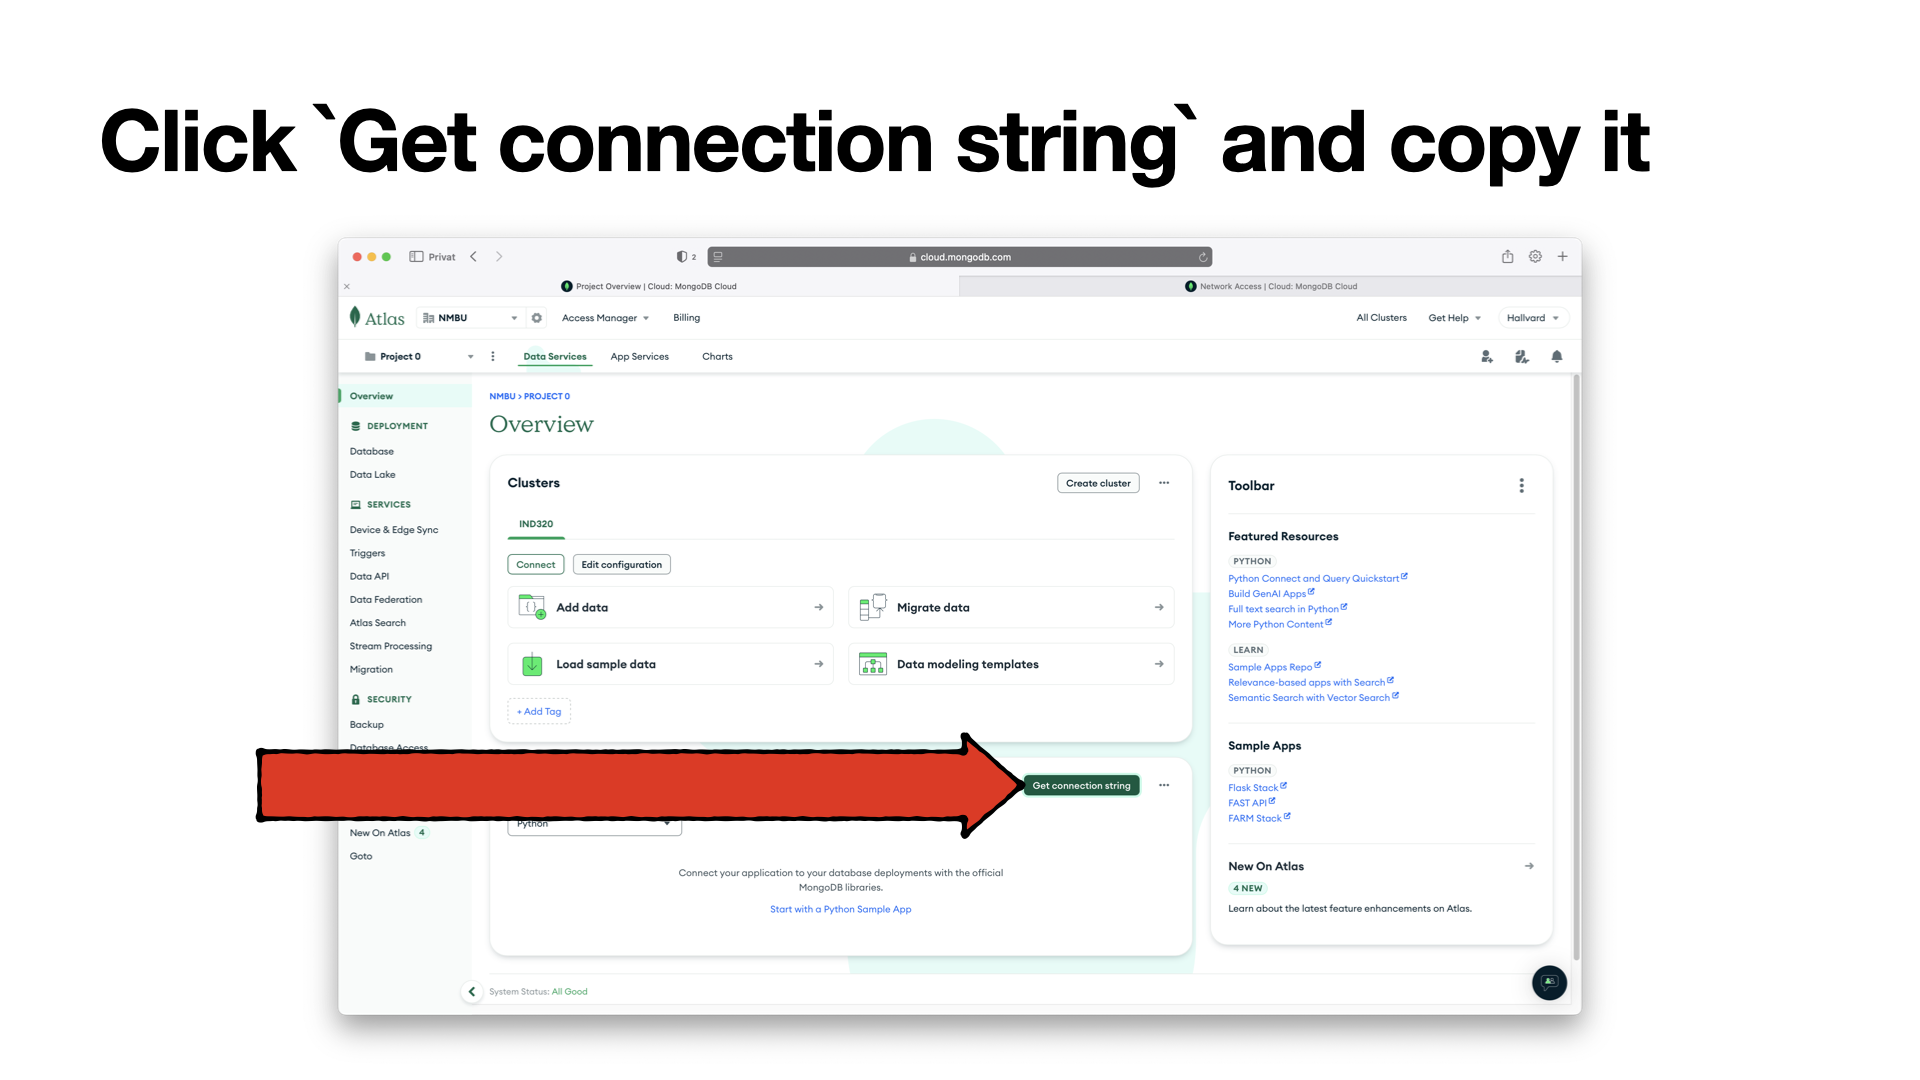 Click `Get connection string` and copy it
Privat
2
cloud.mongodb.com
Project Overview | Cloud: MongoDB Cloud
Network Access | Cloud: MongoDB Cloud
Atlas
NMBU
Access Manager
Billing
All Clusters
Get Help
Hallvard
Project 0
Data Services
App Services
Charts
Overview
DEPLOYMENT
Database
Data Lake
SERVICES
Device & Edge Sync
Triggers
Data API
Data Federation
Atlas Search
Stream Processing
Migration
SECURITY
Backup
Database Access
New On Atlas 4
Goto
NMBU > PROJECT 0
Overview
Clusters
Create cluster
IND320
Connect
Edit configuration
Add data
Migrate data
Load sample data
Data modeling templates
+ Add Tag
Get connection string
Python
Connect your application to your database deployments with the official
MongoDB libraries.
Start with a Python Sample App
Toolbar
Featured Resources
PYTHON
Python Connect and Query Quickstart
Build GenAI Apps
Full text search in Python
More Python Content
LEARN
Sample Apps Repo
Relevance-based apps with Search
Semantic Search with Vector Search
Sample Apps
PYTHON
Flask Stack
FAST API
FARM Stack
New On Atlas
4 NEW
Learn about the latest feature enhancements on Atlas.
System Status: All Good